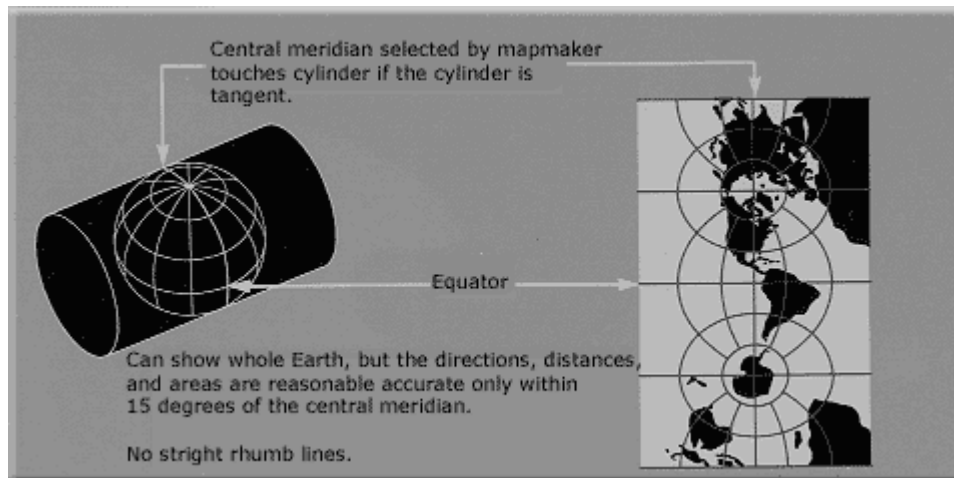 Central meridian selected by mapmaker
touches cylinder if the cylinder is
tangent.
Equator
Can show whole Earth, but the directions, distances,
and areas are reasonable accurate only within
15 degrees of the central meridian.
No stright rhumb lines.